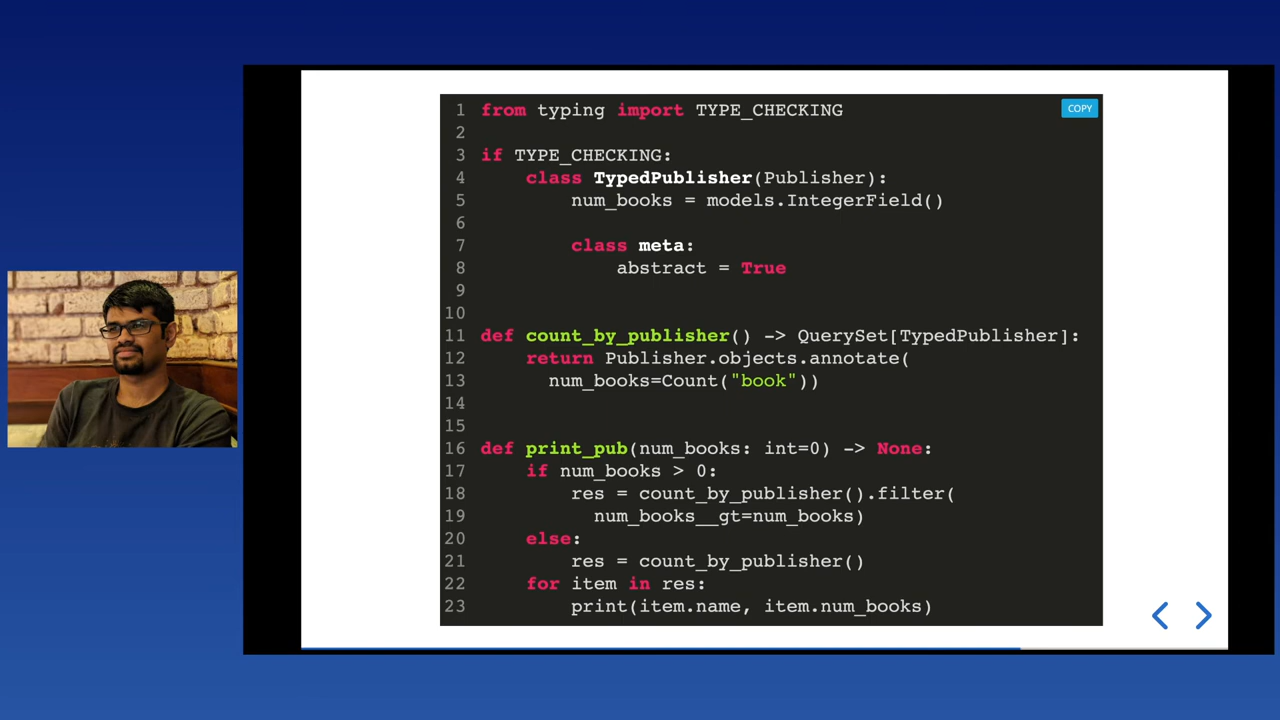 COPY
1 from typing import TYPE_CHECKING
2
3 if TYPE_CHECKING:
4     class TypedPublisher(Publisher):
5         num_books = models.IntegerField()
6
7         class meta:
8             abstract = True
9
10
11 def count_by_publisher() -> QuerySet[TypedPublisher]:
12     return Publisher.objects.annotate(
13       num_books=Count("book"))
14
15
16 def print_pub(num_books: int=0) -> None:
17     if num_books > 0:
18         res = count_by_publisher().filter(
19           num_books__gt=num_books)
20     else:
21         res = count_by_publisher()
22     for item in res:
23         print(item.name, item.num_books)